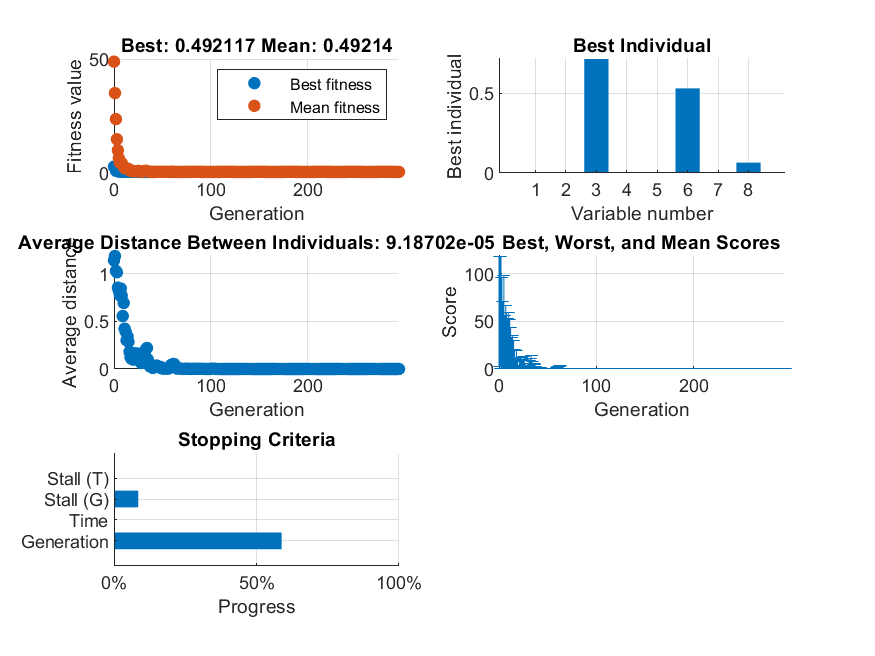 Best: 0.492117 Mean: 0.49214
Fitness value
50
0
Best fitness
Mean fitness
0 100 200
Generation
Best Individual
Best individual
0.5
0
1 2 3 4 5 6 7 8
Variable number
Average Distance Between Individuals: 9.18702e-05
Average distance
1
0.5
0
0 100 200
Generation
Best, Worst, and Mean Scores
Score
100
50
0
0 100 200
Generation
Stopping Criteria
Stall (T)
Stall (G)
Time
Generation
0% 50% 100%
Progress